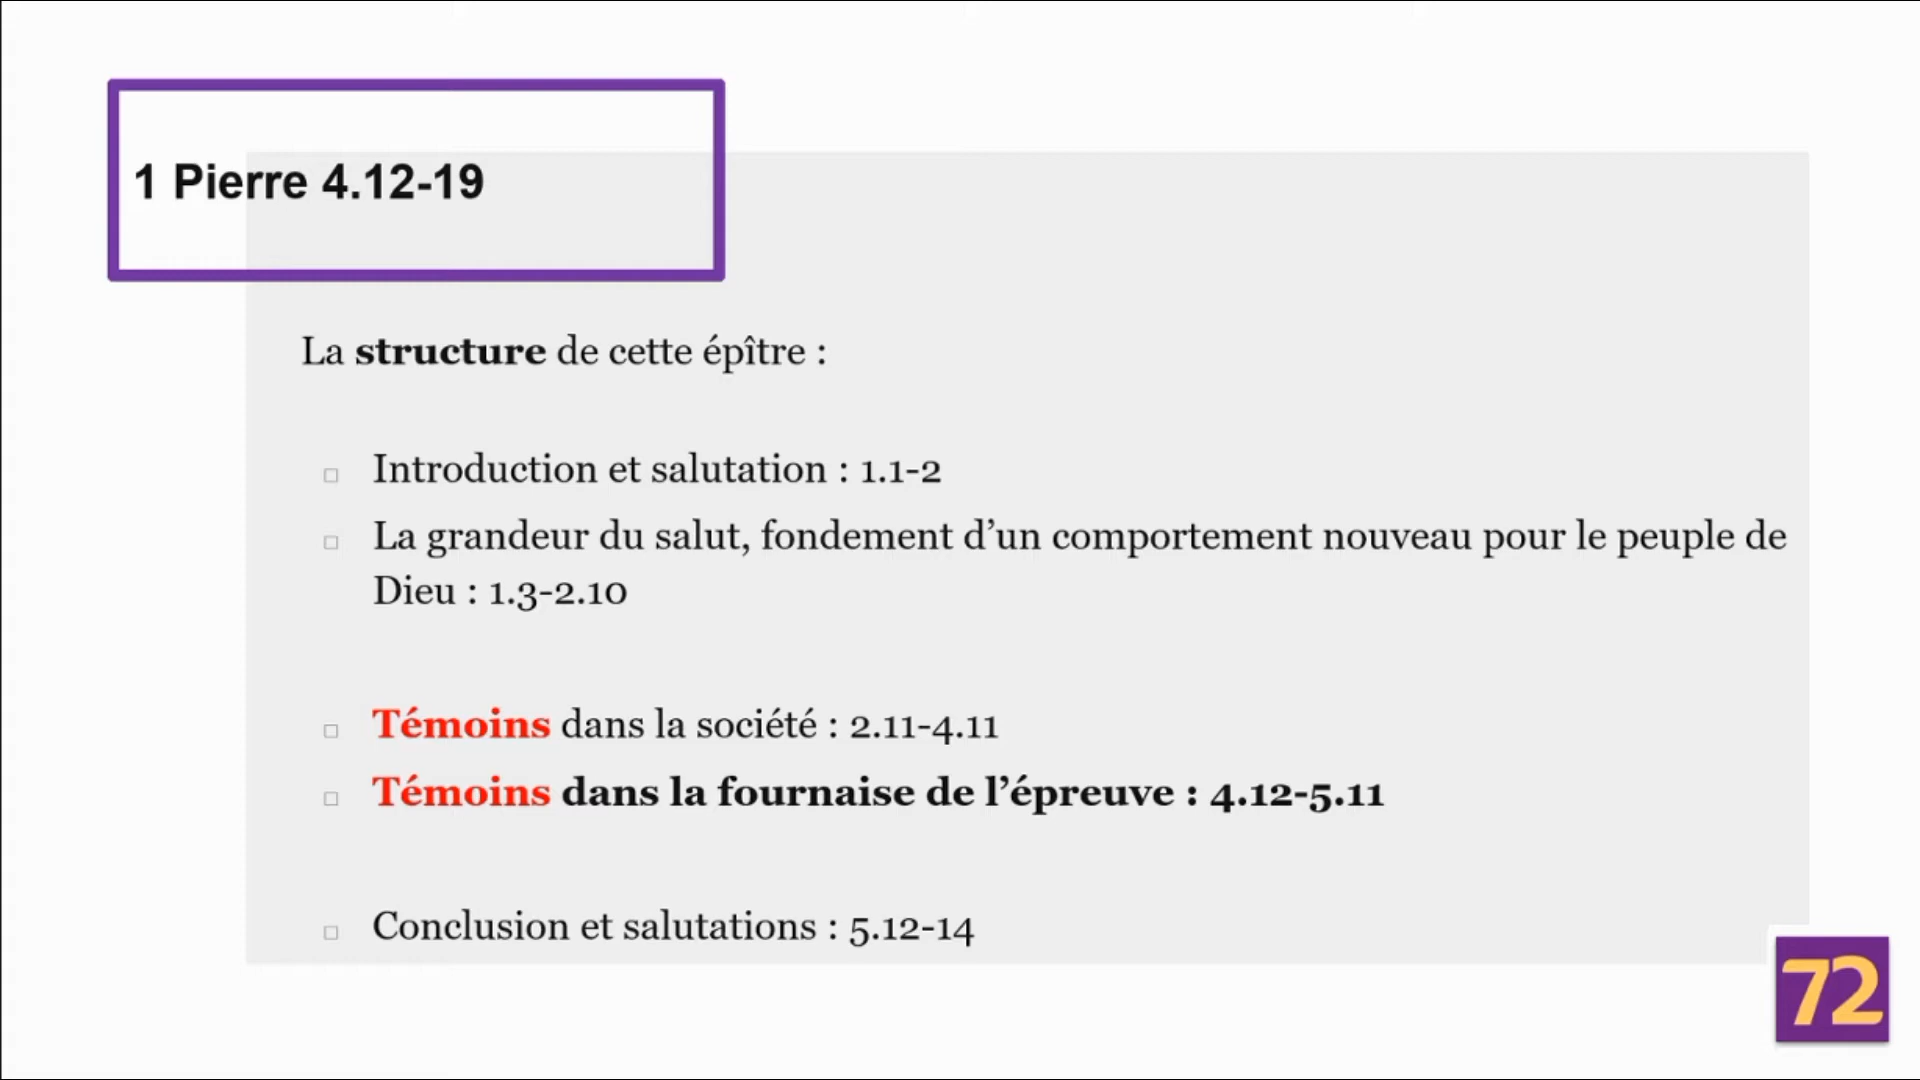 1 Pierre 4.12-19
La structure de cette épître :
Introduction et salutation : 1.1-2
La grandeur du salut, fondement d’un comportement nouveau pour le peuple de
Dieu : 1.3-2.10
Témoins dans la société : 2.11-4.11
Témoins dans la fournaise de l’épreuve : 4.12-5.11
Conclusion et salutations : 5.12-14
72